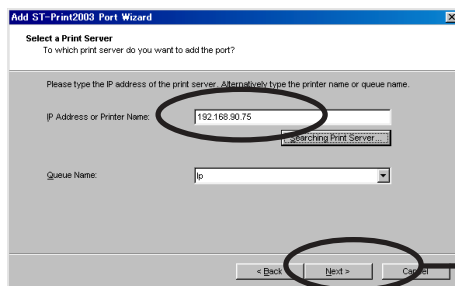 Add ST-Print2003 Port Wizard
Select a Print Server
To which print server do you want to add the port?
Please type the IP address of the print server. Alternatively type the printer name or queue name.
IP Address or Printer Name:
192.168.90.75
Searching Print Server...
Queue Name:
lp
< Back
Next >
Cancel